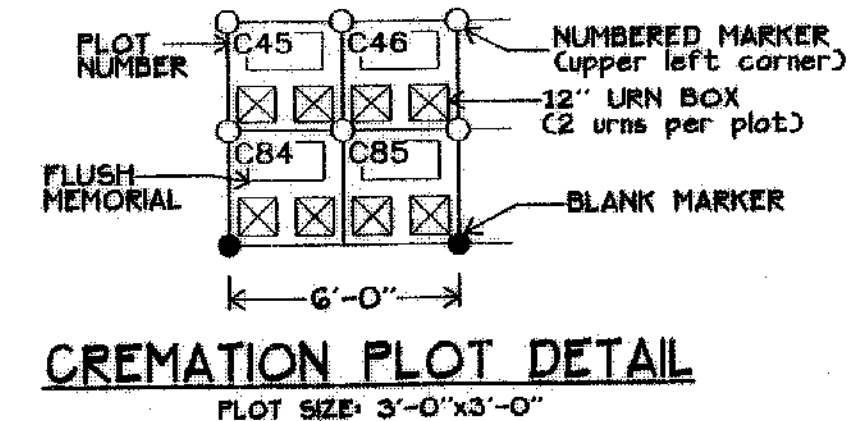 PLOT
NUMBER
C45
C46
NUMBERED MARKER
(upper left corner)
12" URN BOX
(2 urns per plot)
C84
C85
FLUSH
MEMORIAL
BLANK MARKER
6'-0"
CREMATION PLOT DETAIL
PLOT SIZE: 3'-0"x3'-0"